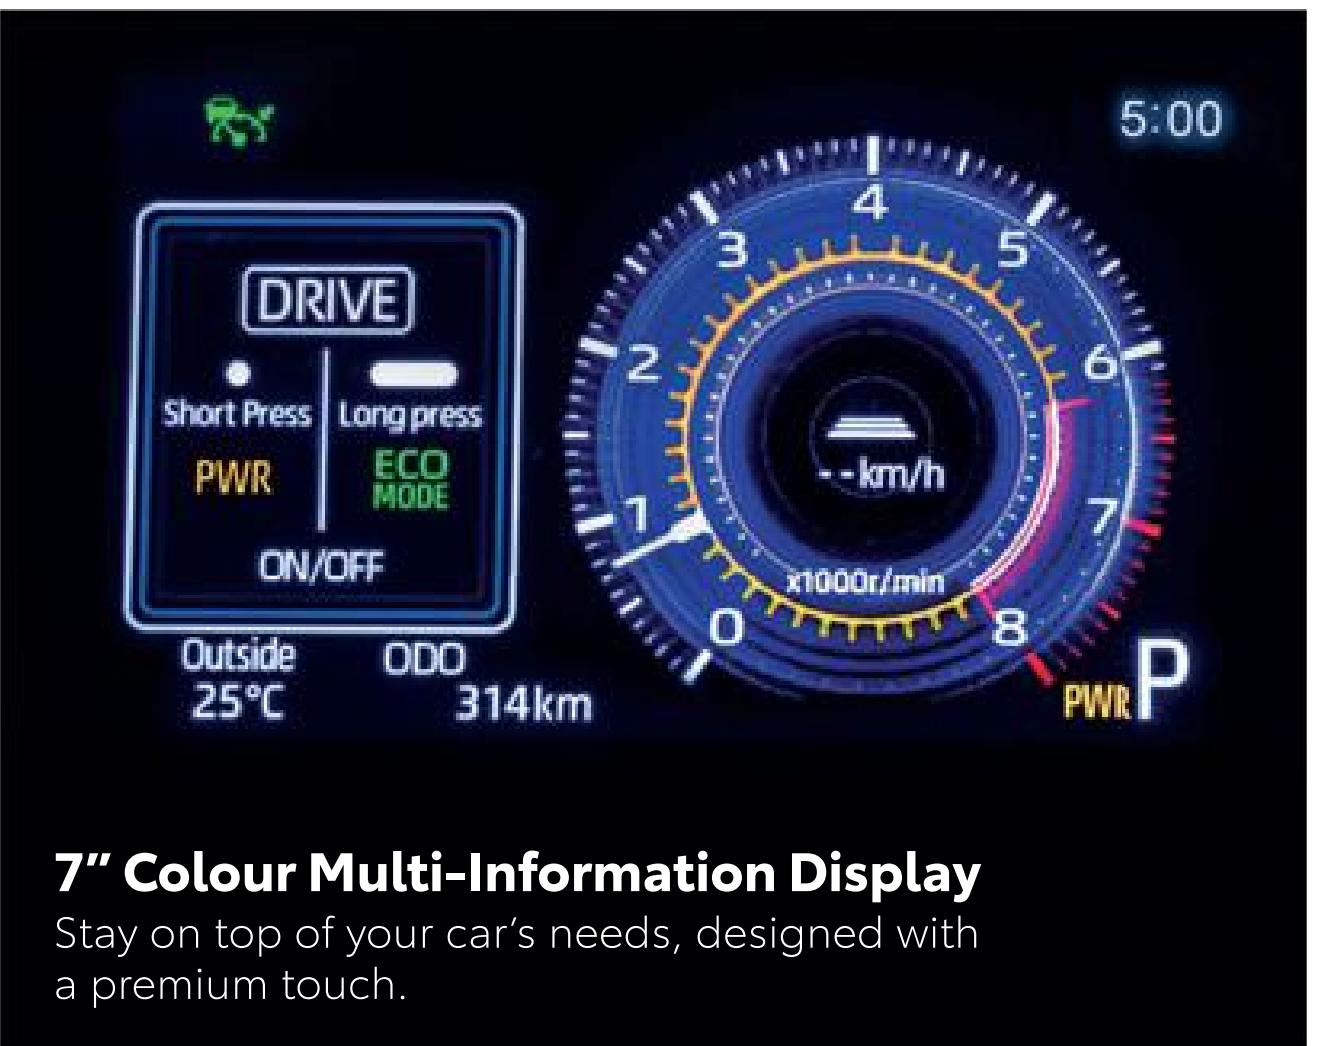 5:00
DRIVE
Short Press
Long press
PWR
ECO
MODE
ON/OFF
Outside
25°C
ODO
314km
0
1
2
3
4
5
6
7
8
--km/h
x1000r/min
PWR P
7” Colour Multi-Information Display
Stay on top of your car’s needs, designed with
a premium touch.